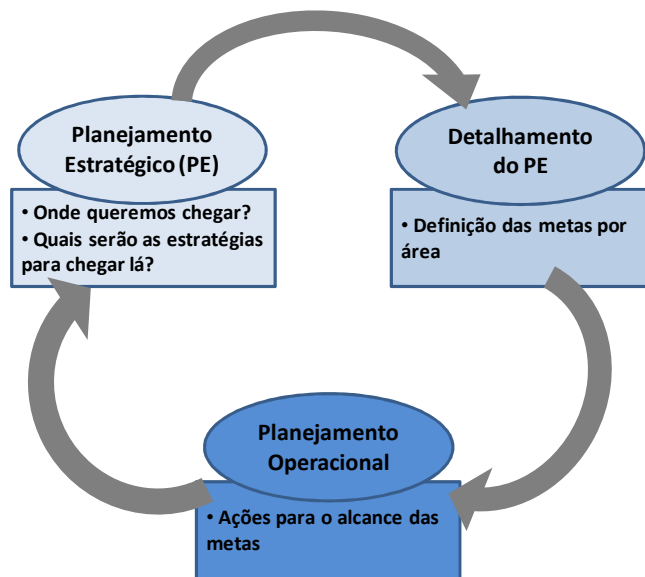 Planejamento
Estratégico (PE)
• Onde queremos chegar?
• Quais serão as estratégias
para chegar lá?
Detalhamento
do PE
• Definição das metas por
área
Planejamento
Operacional
• Ações para o alcance das
metas